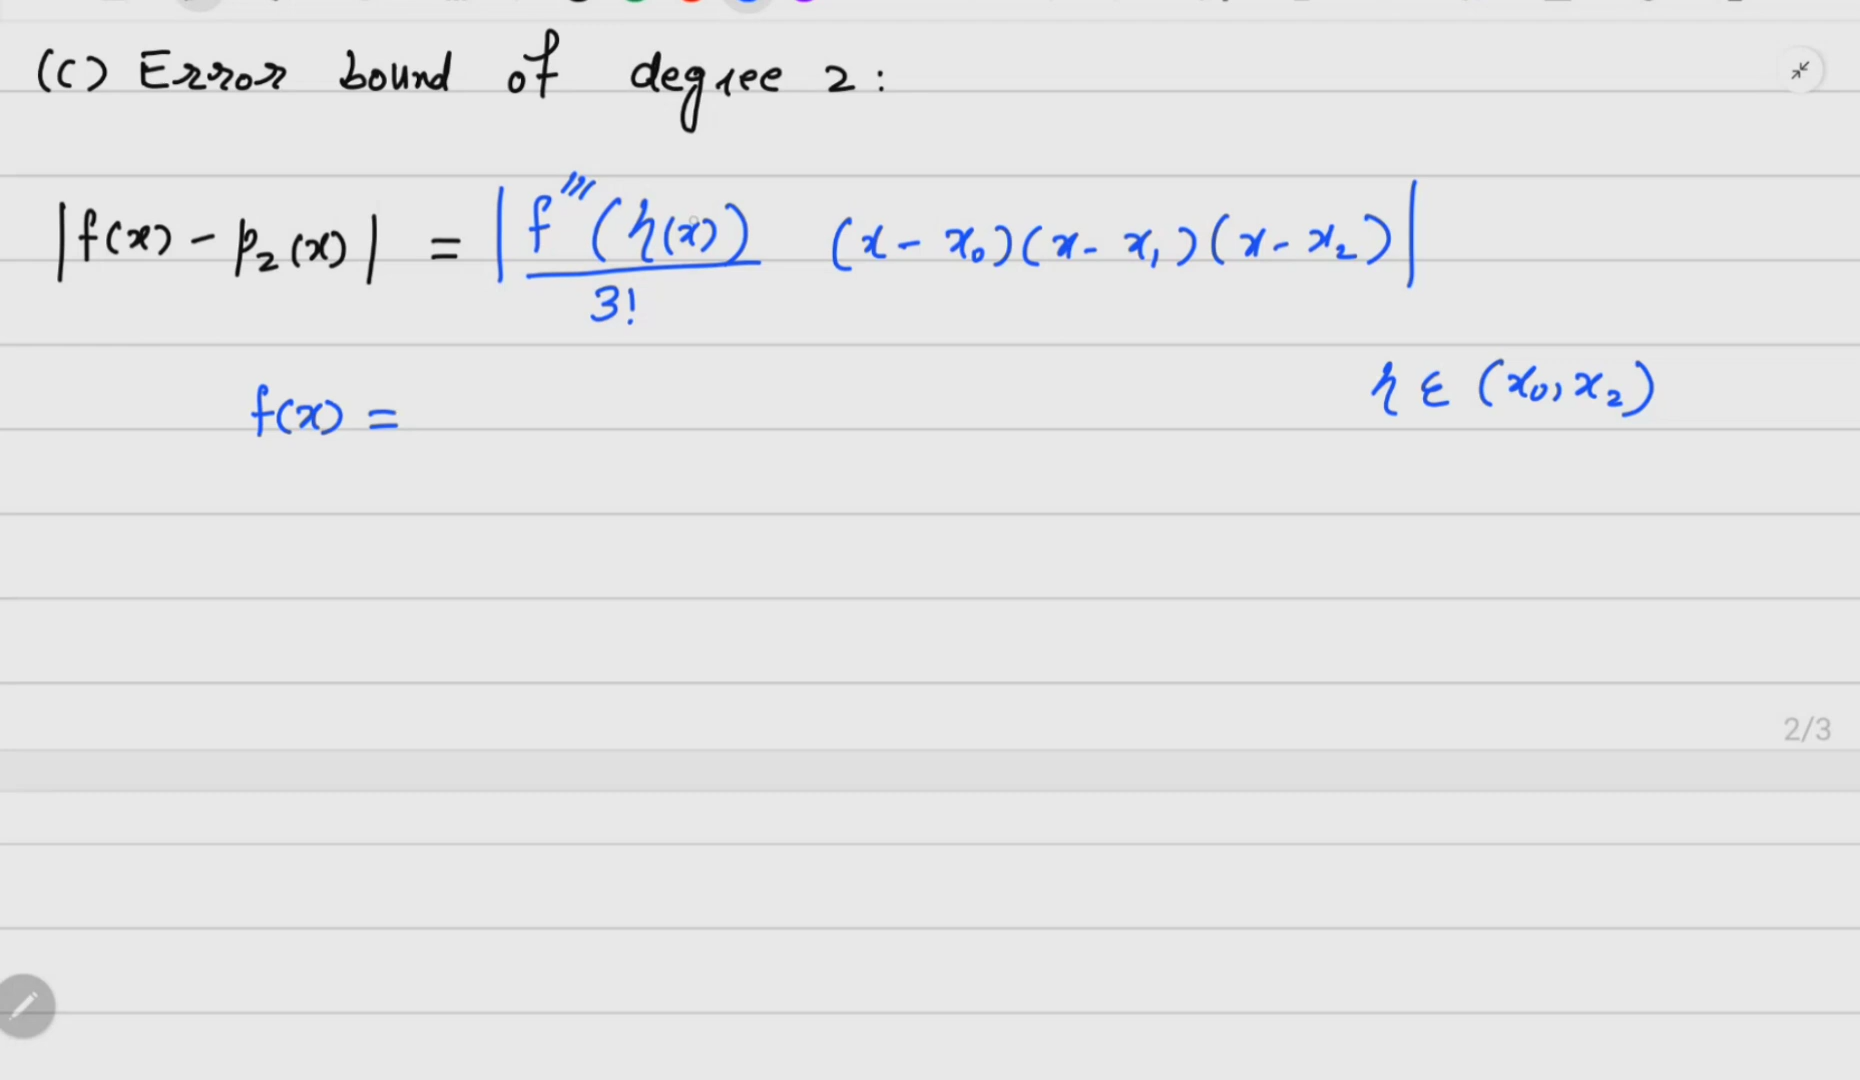 (C) Error bound of degree 2:
|f(x) - p₂(x)| = |f'''(η(x))/3! (x - x₀)(x - x₁)(x - x₂)|
η ε (x₀, x₂)
f(x) =
2/3